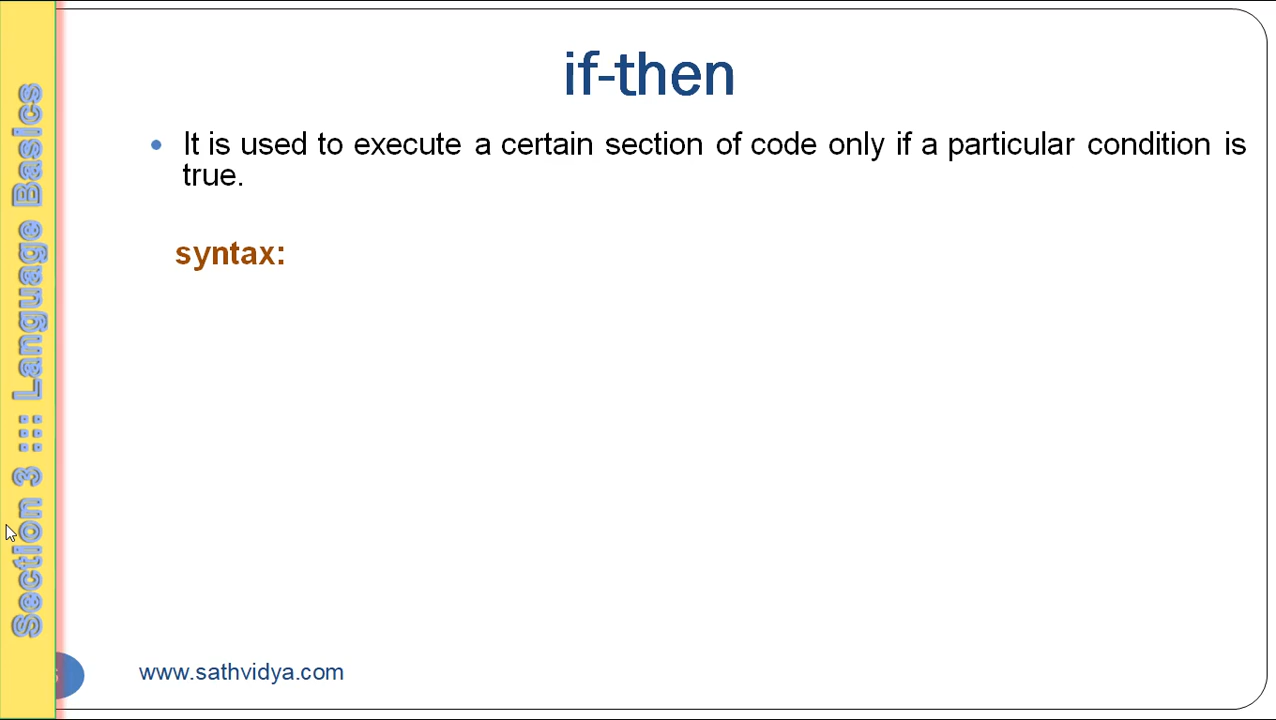 if-then
• It is used to execute a certain section of code only if a particular condition is
true.
syntax:
Section 3 ::: Language Basics
www.sathvidya.com